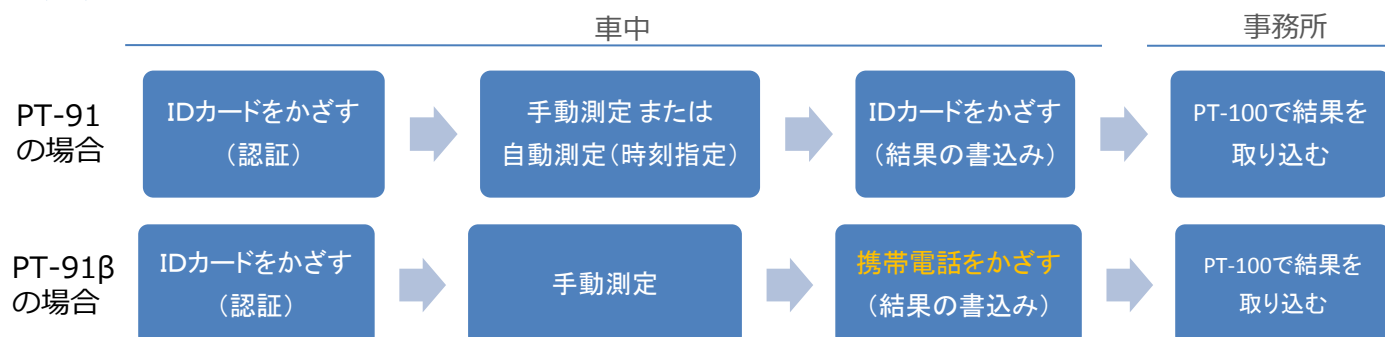 車中
事務所
PT-91
の場合
IDカードをかざす
（認証）
手動測定 または
自動測定（時刻指定）
IDカードをかざす
（結果の書込み）
PT-100で結果を
取り込む
PT-91β
の場合
IDカードをかざす
（認証）
手動測定
携帯電話をかざす
（結果の書込み）
PT-100で結果を
取り込む